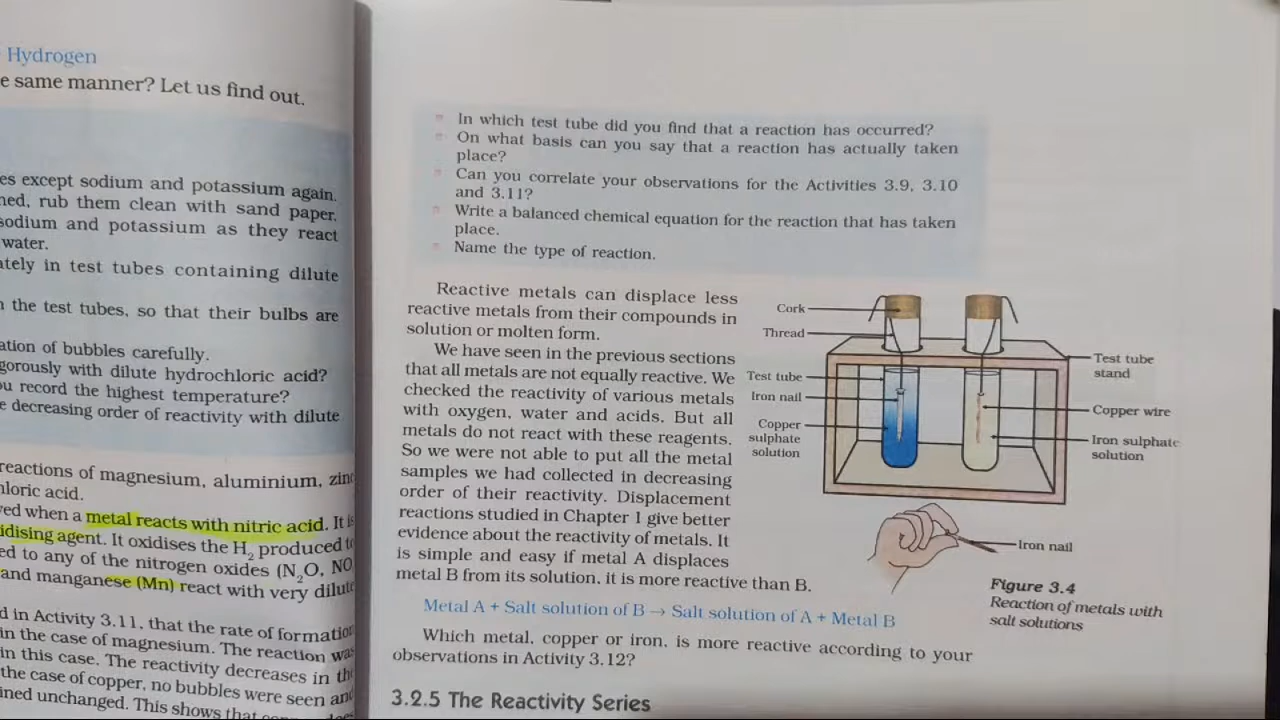 Hydrogen
e same manner? Let us find out.
es except sodium and potassium again.
ned, rub them clean with sand paper.
sodium and potassium as they react
water.
ately in test tubes containing dilute
n the test tubes, so that their bulbs are
ation of bubbles carefully.
gorously with dilute hydrochloric acid?
ou record the highest temperature?
e decreasing order of reactivity with dilute
reactions of magnesium, aluminium, zinc
hloric acid.
ved when a metal reacts with nitric acid. It is
idising agent. It oxidises the H₂ produced to
ed to any of the nitrogen oxides (N₂O, NO
and manganese (Mn) react with very dilute
d in Activity 3.11, that the rate of formation
in the case of magnesium. The reaction was
in this case. The reactivity decreases in the
the case of copper, no bubbles were seen and
ined unchanged. This shows that
In which test tube did you find that a reaction has occurred?
On what basis can you say that a reaction has actually taken
place?
Can you correlate your observations for the Activities 3.9, 3.10
and 3.11?
Write a balanced chemical equation for the reaction that has taken
place.
Name the type of reaction.
Reactive metals can displace less
reactive metals from their compounds in
solution or molten form.
We have seen in the previous sections
that all metals are not equally reactive. We
checked the reactivity of various metals
with oxygen, water and acids. But all
metals do not react with these reagents.
So we were not able to put all the metal
samples we had collected in decreasing
order of their reactivity. Displacement
reactions studied in Chapter 1 give better
evidence about the reactivity of metals. It
is simple and easy if metal A displaces
metal B from its solution, it is more reactive than B.
Metal A + Salt solution of B → Salt solution of A + Metal B
Which metal, copper or iron, is more reactive according to your
observations in Activity 3.12?
3.2.5 The Reactivity Series
Cork
Thread
Test tube
Iron nail
Copper
sulphate
solution
Test tube
stand
Copper wire
Iron sulphate
solution
Iron nail
Figure 3.4
Reaction of metals with
salt solutions